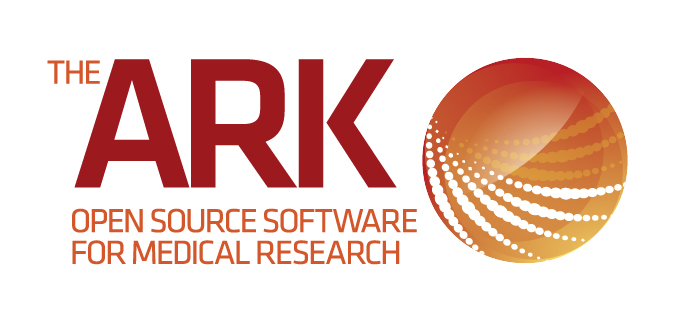 THE
ARK
OPEN SOURCE SOFTWARE
FOR MEDICAL RESEARCH